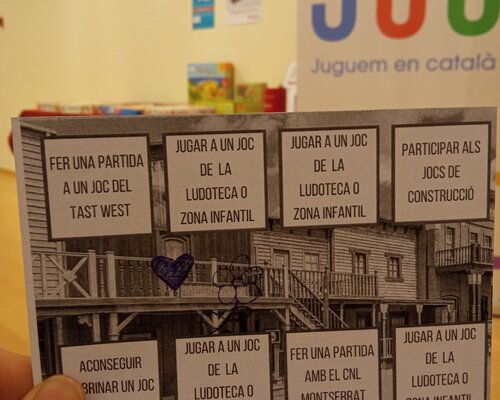 JOC
Juguem en català
FER UNA PARTIDA
A UN JOC DEL
TAST WEST
JUGAR A UN JOC
DE LA
LUDOTECA O
ZONA INFANTIL
JUGAR A UN JOC
DE LA
LUDOTECA O
ZONA INFANTIL
PARTICIPAR ALS
JOCS DE
CONSTRUCCIÓ
ACONSEGUIR
BRINAR UN JOC
JUGAR A UN JOC
DE LA
LUDOTECA O
FER UNA PARTIDA
AMB EL CNL
MONTSERRAT
JUGAR A UN JOC
DE LA
LUDOTECA O